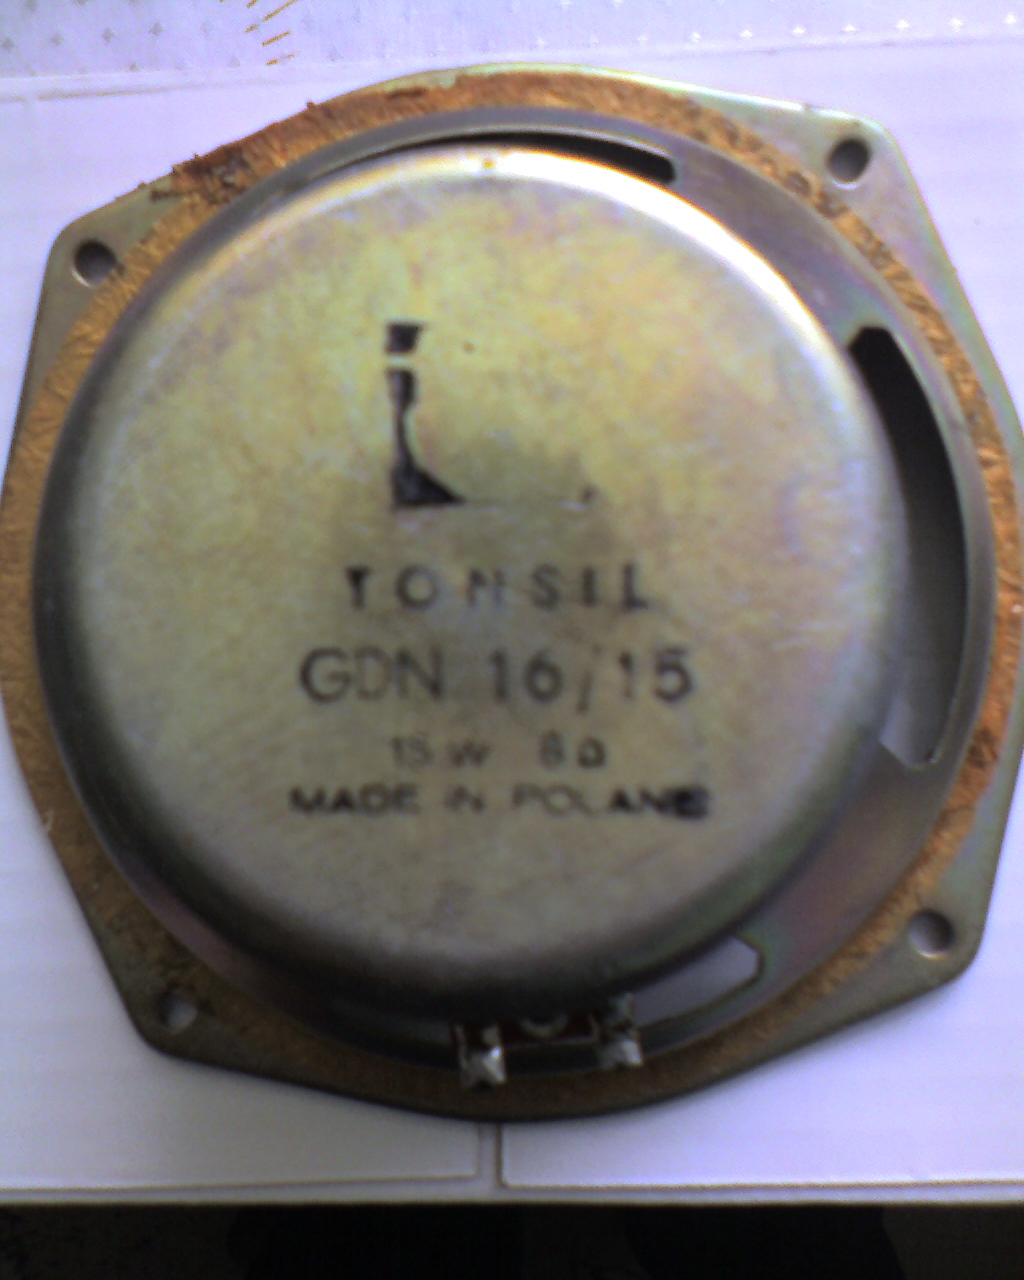 TONSIL
GDN 16/15
15W 8Ω
MADE IN POLAND